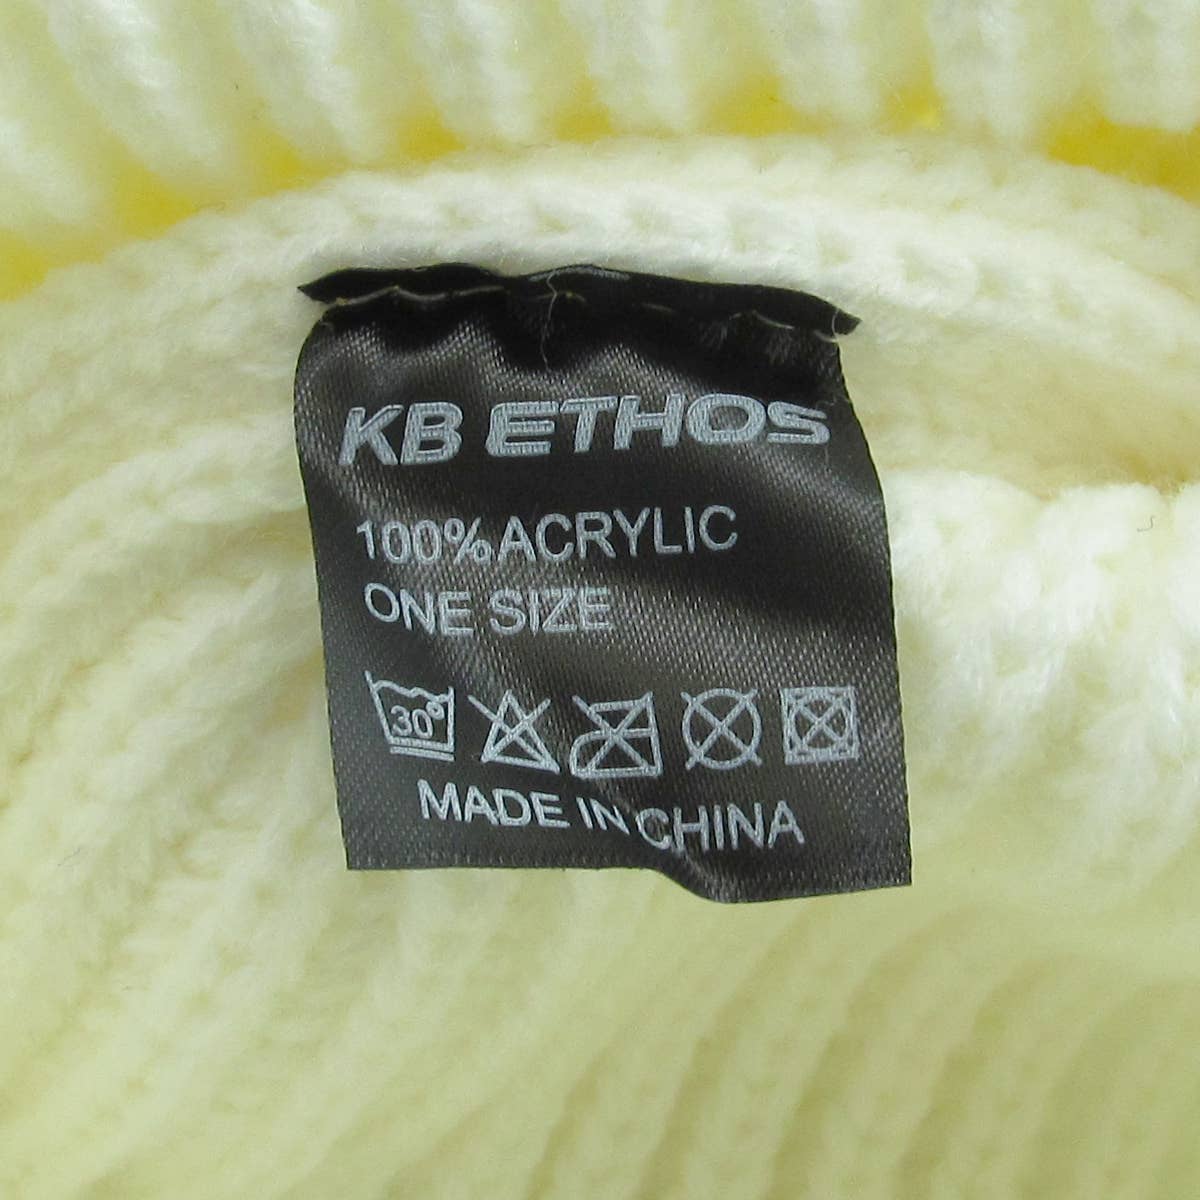 KB ETHOS
100% ACRYLIC
ONE SIZE
30°
MADE IN CHINA